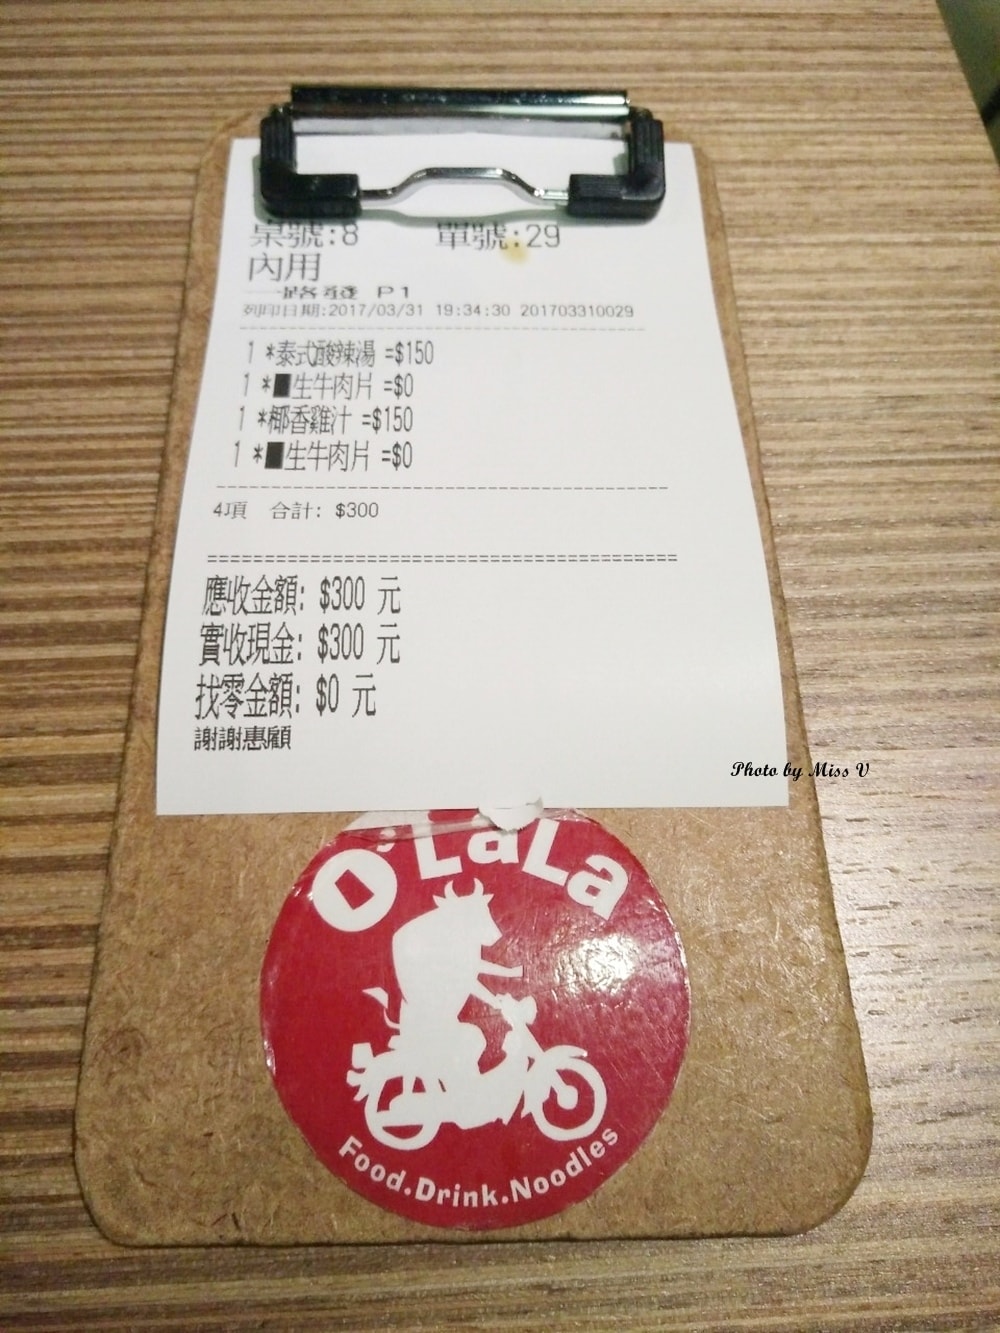 桌號:8 單號:29
內用
一路發 P1
列印日期:2017/03/31 19:34:30 201703310029
1 *泰式酸辣湯 =$150
1 *■生牛肉片 =$0
1 *椰香雞汁 =$150
1 *■生牛肉片 =$0
4項 合計: $300
應收金額: $300 元
實收現金: $300 元
找零金額: $0 元
謝謝惠顧
Photo by Miss V
O'LaLa
Food.Drink.Noodles